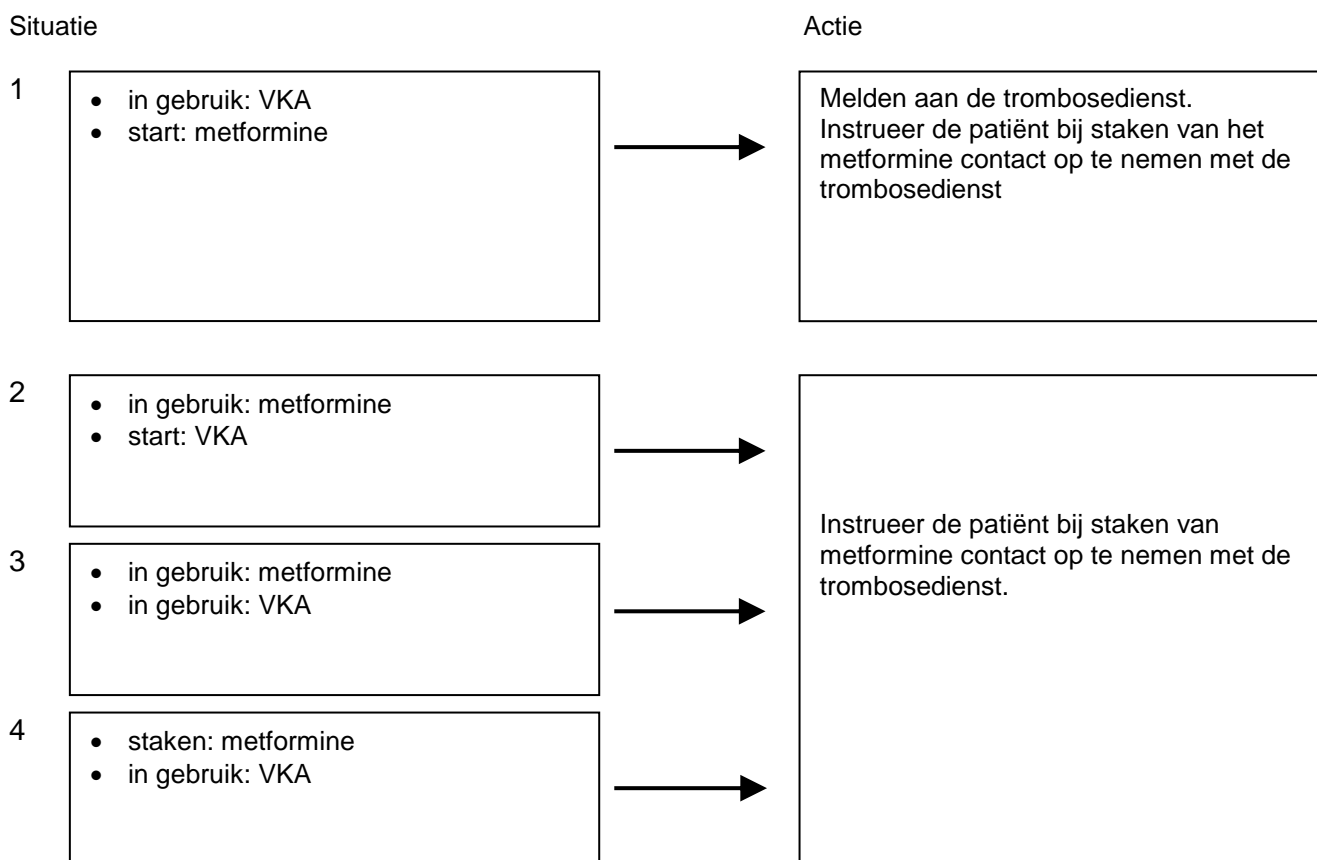 Situatie
Actie
1
• in gebruik: VKA
• start: metformine
Melden aan de trombosedienst.
Instrueer de patiënt bij staken van het
metformine contact op te nemen met de
trombosedienst
2
• in gebruik: metformine
• start: VKA
3
• in gebruik: metformine
• in gebruik: VKA
4
• staken: metformine
• in gebruik: VKA
Instrueer de patiënt bij staken van
metformine contact op te nemen met de
trombosedienst.